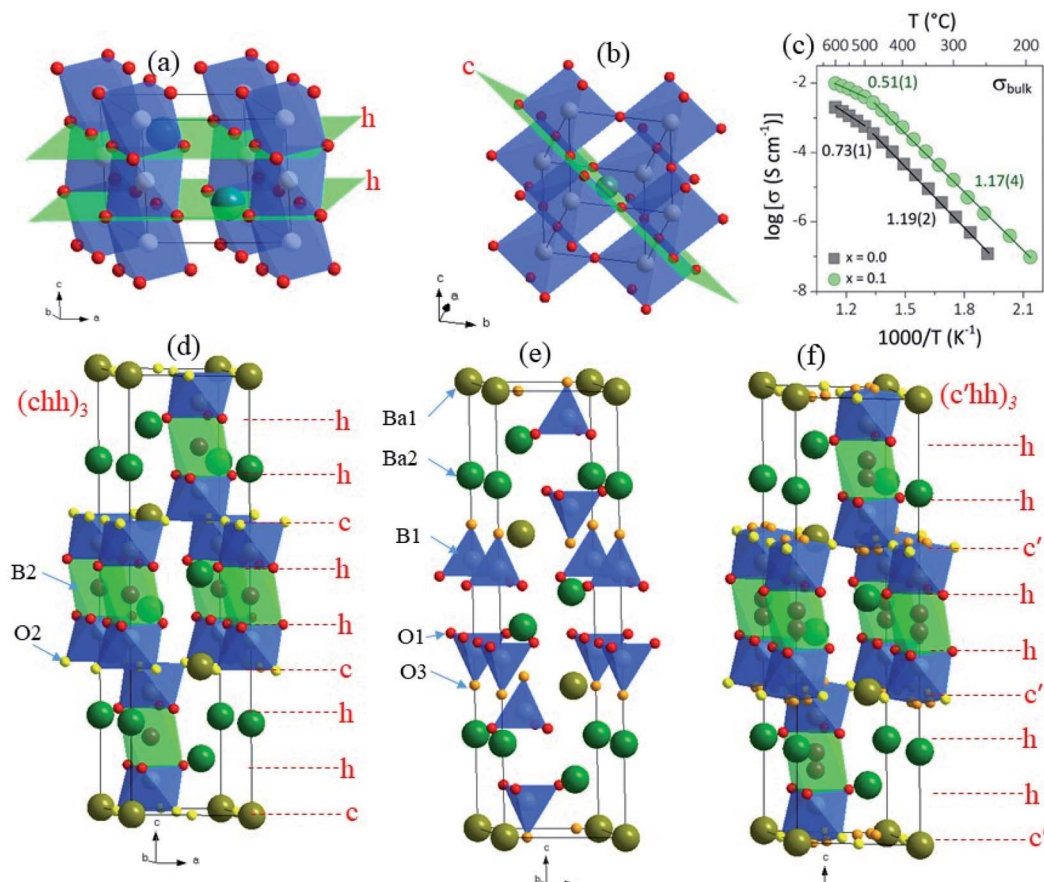 (a)
h
h
c
b
a
(b)
c
c
a
b
T (°C)
600 500 400 300 200
(c)
0.51(1)
σbulk
0.73(1)
1.17(4)
1.19(2)
log [σ (S cm⁻¹)]
-2
-4
-6
-8
x = 0.0
x = 0.1
1.2 1.5 1.8 2.1
1000/T (K⁻¹)
(d)
(chh)₃
h
h
c
h
B2
h
O2
c
h
h
c
c
b
a
(e)
Ba1
Ba2
B1
O1
O3
c
b
(f)
(c′hh)₃
h
h
c′
h
h
c′
h
h
c′
c